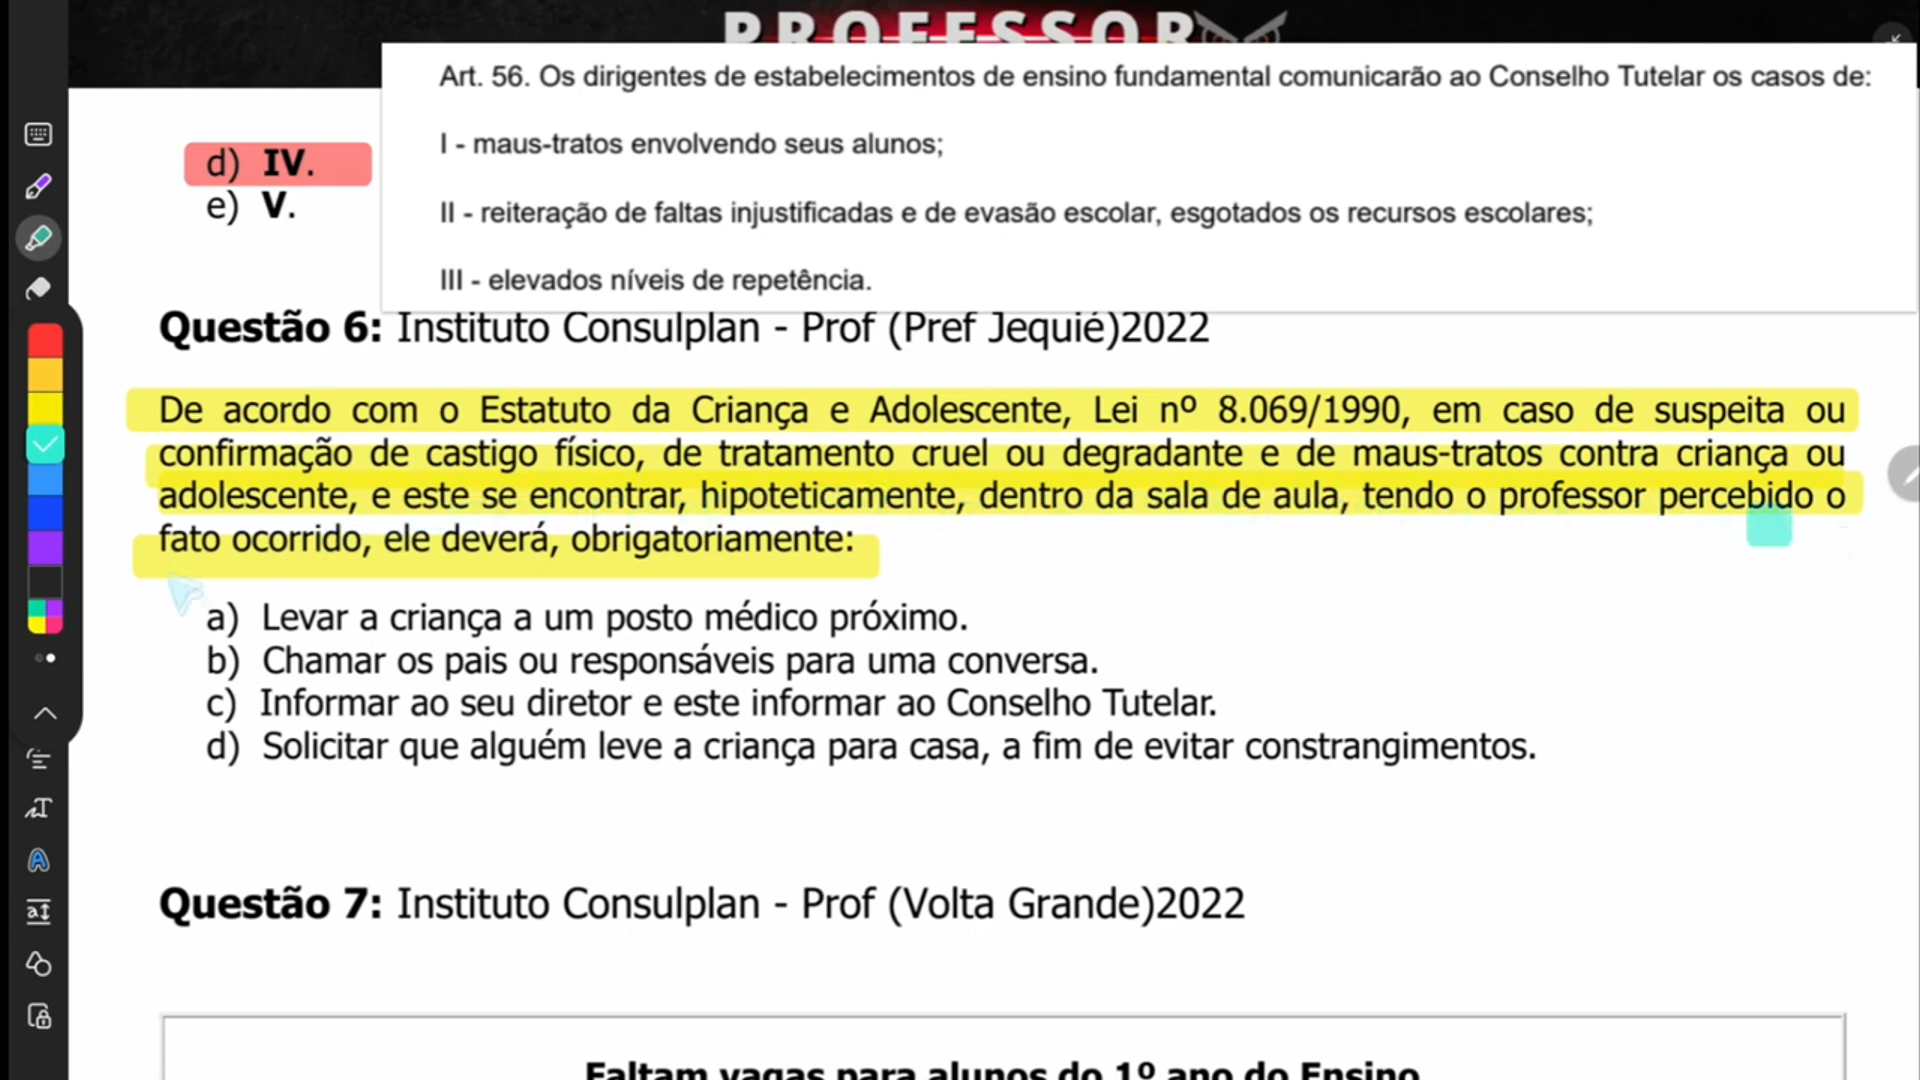 PROFESSOR
Art. 56. Os dirigentes de estabelecimentos de ensino fundamental comunicarão ao Conselho Tutelar os casos de:
I - maus-tratos envolvendo seus alunos;
II - reiteração de faltas injustificadas e de evasão escolar, esgotados os recursos escolares;
III - elevados níveis de repetência.
d) IV.
e) V.
Questão 6: Instituto Consulplan - Prof (Pref Jequié)2022
De acordo com o Estatuto da Criança e Adolescente, Lei nº 8.069/1990, em caso de suspeita ou
confirmação de castigo físico, de tratamento cruel ou degradante e de maus-tratos contra criança ou
adolescente, e este se encontrar, hipoteticamente, dentro da sala de aula, tendo o professor percebido o
fato ocorrido, ele deverá, obrigatoriamente:
a) Levar a criança a um posto médico próximo.
b) Chamar os pais ou responsáveis para uma conversa.
c) Informar ao seu diretor e este informar ao Conselho Tutelar.
d) Solicitar que alguém leve a criança para casa, a fim de evitar constrangimentos.
Questão 7: Instituto Consulplan - Prof (Volta Grande)2022
Faltam vagas para alunos do 1º ano do Ensino